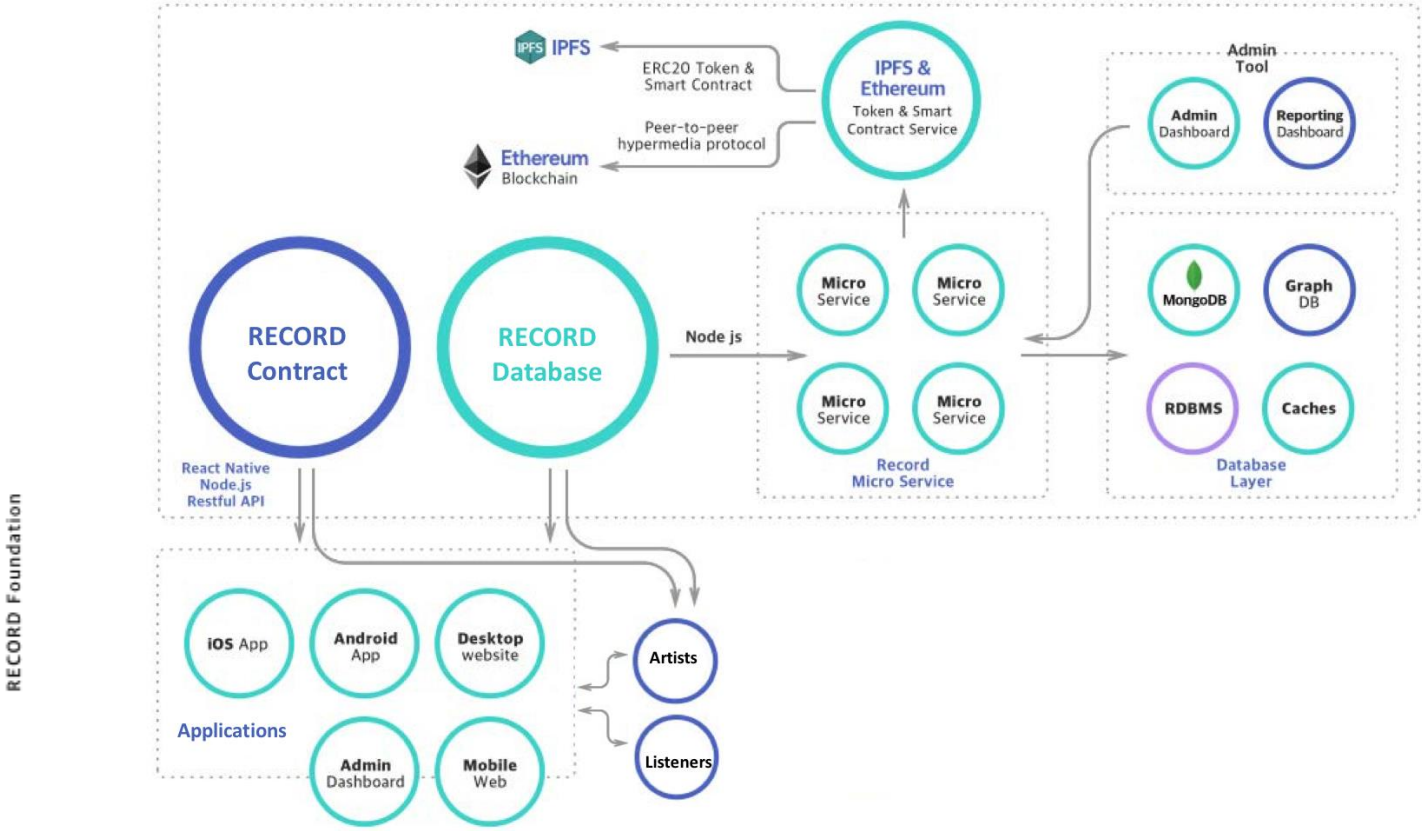 IPFS IPFS
ERC20 Token &
Smart Contract
Peer-to-peer
hypermedia protocol
Ethereum
Blockchain
IPFS &
Ethereum
Token & Smart
Contract Service
Admin
Tool
Admin
Dashboard
Reporting
Dashboard
RECORD
Contract
RECORD
Database
Node js
Micro
Service
Micro
Service
Micro
Service
Micro
Service
Record
Micro Service
MongoDB
Graph
DB
RDBMS
Caches
Database
Layer
React Native
Node.js
Restful API
RECORD Foundation
iOS App
Android
App
Desktop
website
Applications
Admin
Dashboard
Mobile
Web
Artists
Listeners